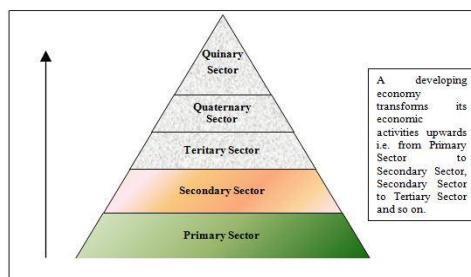 Quinary
Sector
Quaternary
Sector
Teritary Sector
Secondary Sector
Primary Sector
A developing
economy
transforms its
economic
activities upwards
i.e. from Primary
Sector to
Secondary Sector,
Secondary Sector
to Tertiary Sector
and so on.